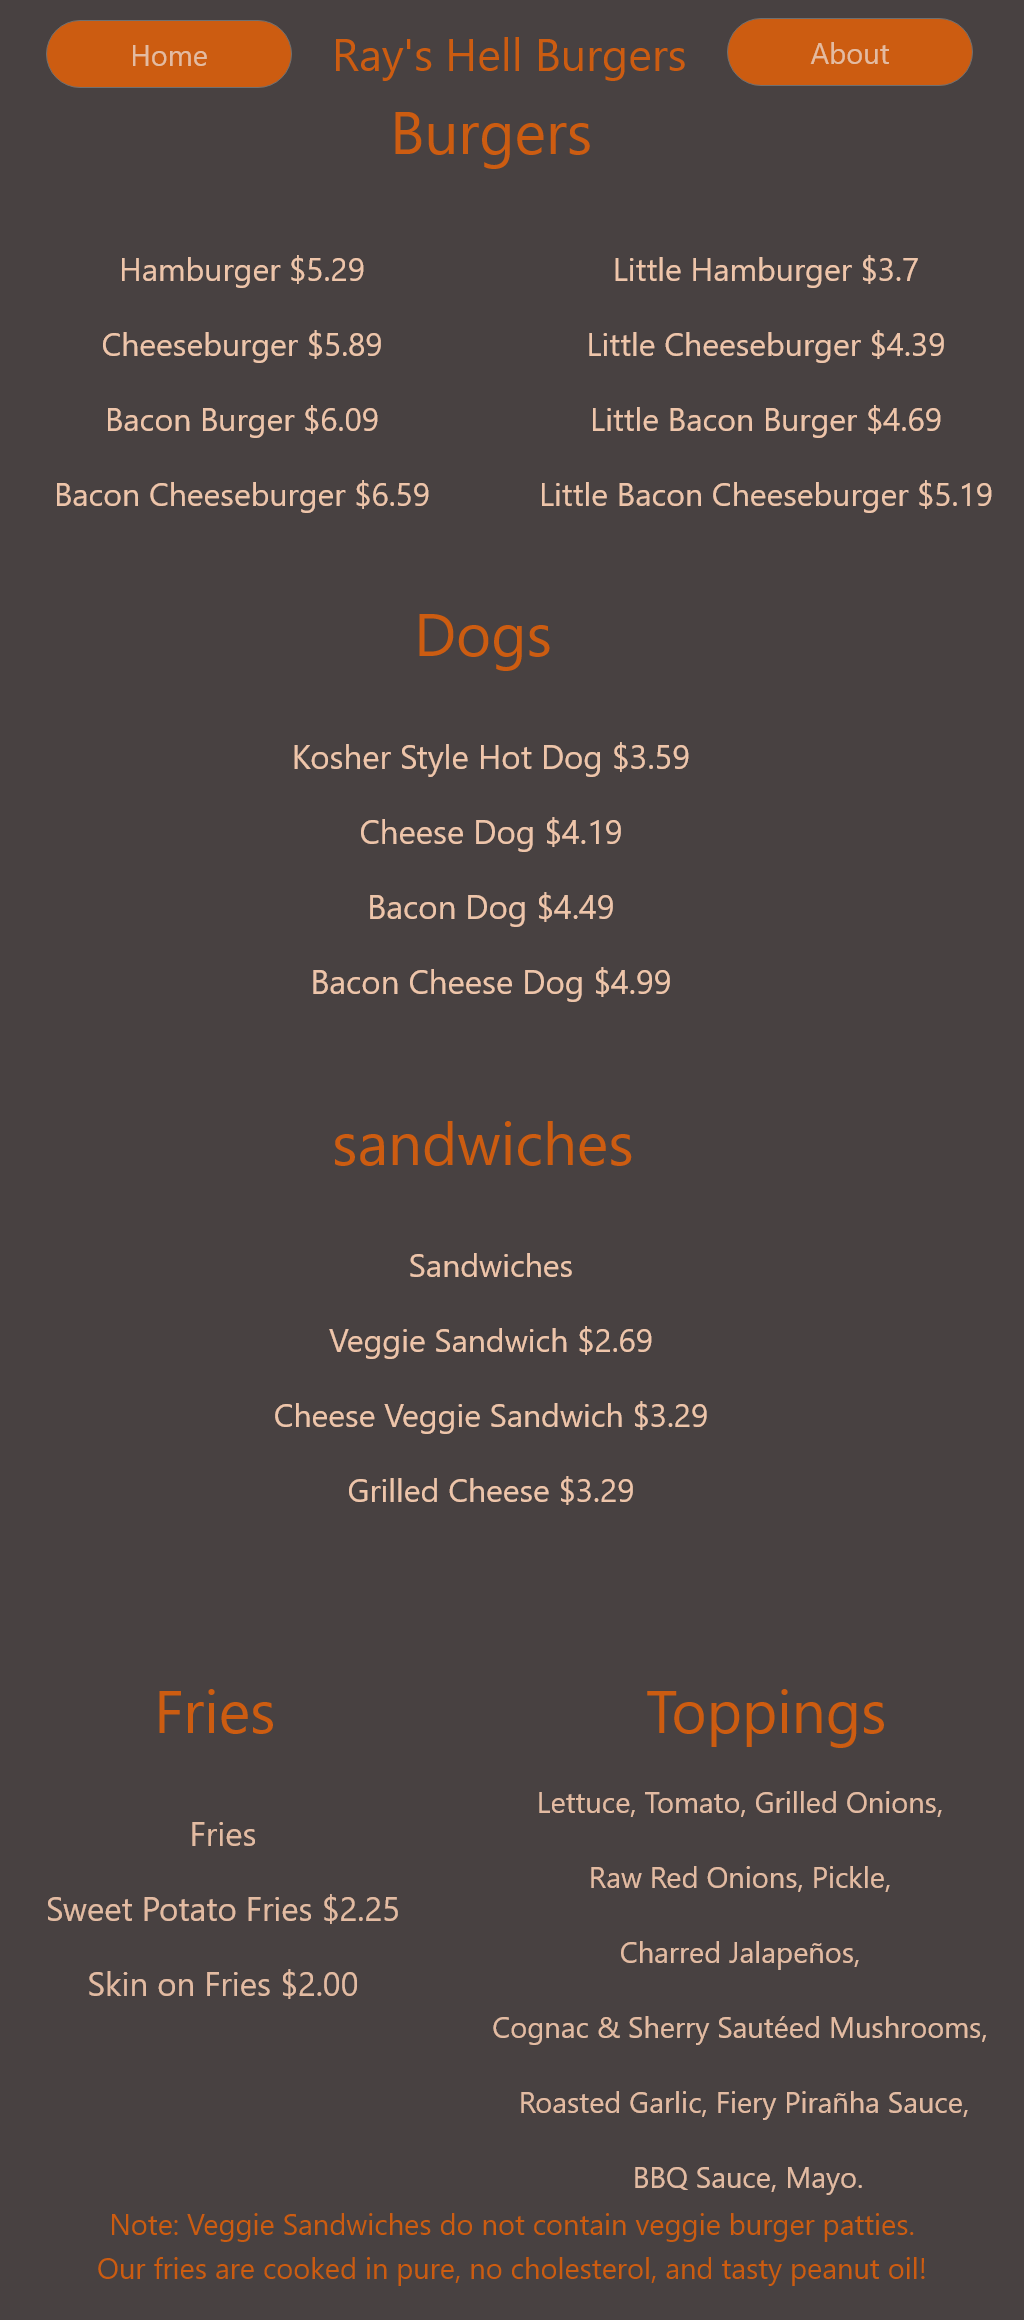 Home
Ray's Hell Burgers
About
Burgers
Hamburger $5.29
Cheeseburger $5.89
Bacon Burger $6.09
Bacon Cheeseburger $6.59
Little Hamburger $3.7
Little Cheeseburger $4.39
Little Bacon Burger $4.69
Little Bacon Cheeseburger $5.19
Dogs
Kosher Style Hot Dog $3.59
Cheese Dog $4.19
Bacon Dog $4.49
Bacon Cheese Dog $4.99
sandwiches
Sandwiches
Veggie Sandwich $2.69
Cheese Veggie Sandwich $3.29
Grilled Cheese $3.29
Fries
Fries
Sweet Potato Fries $2.25
Skin on Fries $2.00
Toppings
Lettuce, Tomato, Grilled Onions,
Raw Red Onions, Pickle,
Charred Jalapeños,
Cognac & Sherry Sautéed Mushrooms,
Roasted Garlic, Fiery Pirañha Sauce,
BBQ Sauce, Mayo.
Note: Veggie Sandwiches do not contain veggie burger patties.
Our fries are cooked in pure, no cholesterol, and tasty peanut oil!